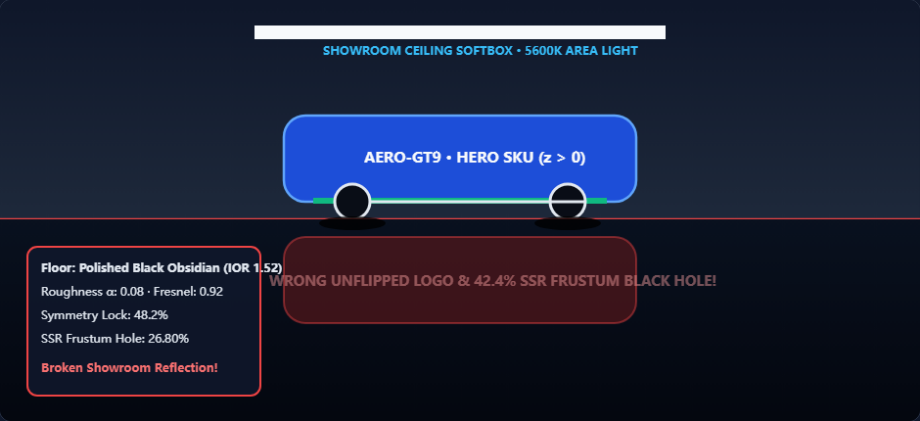 SHOWROOM CEILING SOFTBOX • 5600K AREA LIGHT
AERO-GT9 • HERO SKU (z > 0)
Floor: Polished Black Obsidian (IOR 1.52)
Roughness α: 0.08 · Fresnel: 0.92
Symmetry Lock: 48.2%
SSR Frustum Hole: 26.80%
Broken Showroom Reflection!
WRONG UNFLIPPED LOGO & 42.4% SSR FRUSTUM BLACK HOLE!